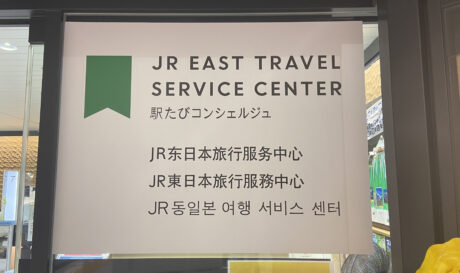 JR EAST TRAVEL
SERVICE CENTER
駅たびコンシェルジュ
JR东日本旅行服务中心
JR東日本旅行服務中心
JR동일본 여행 서비스 센터